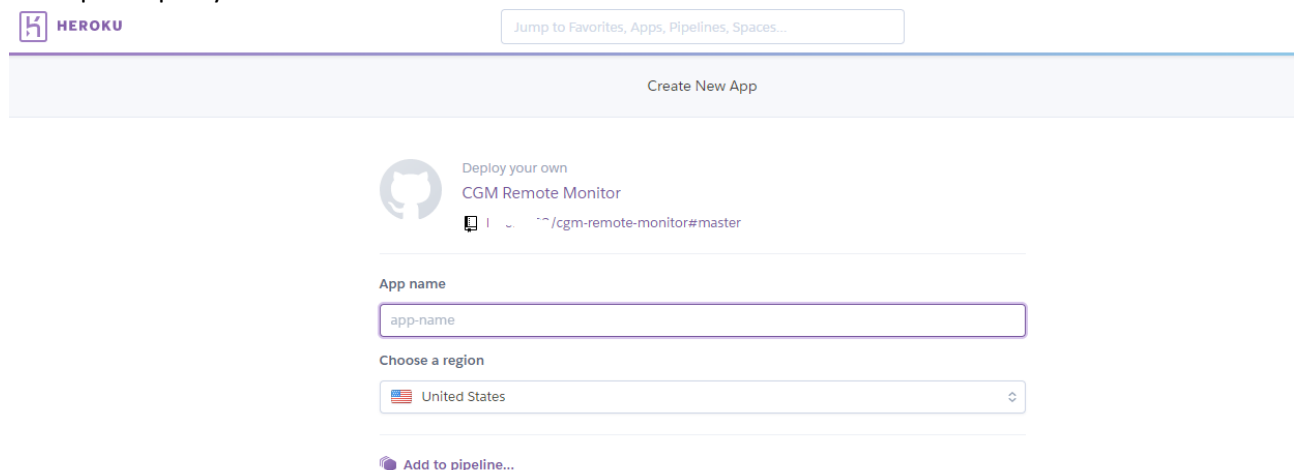 HEROKU
Jump to Favorites, Apps, Pipelines, Spaces...
Create New App
Deploy your own
CGM Remote Monitor
/cgm-remote-monitor#master
App name
app-name
Choose a region
United States
Add to pipeline...